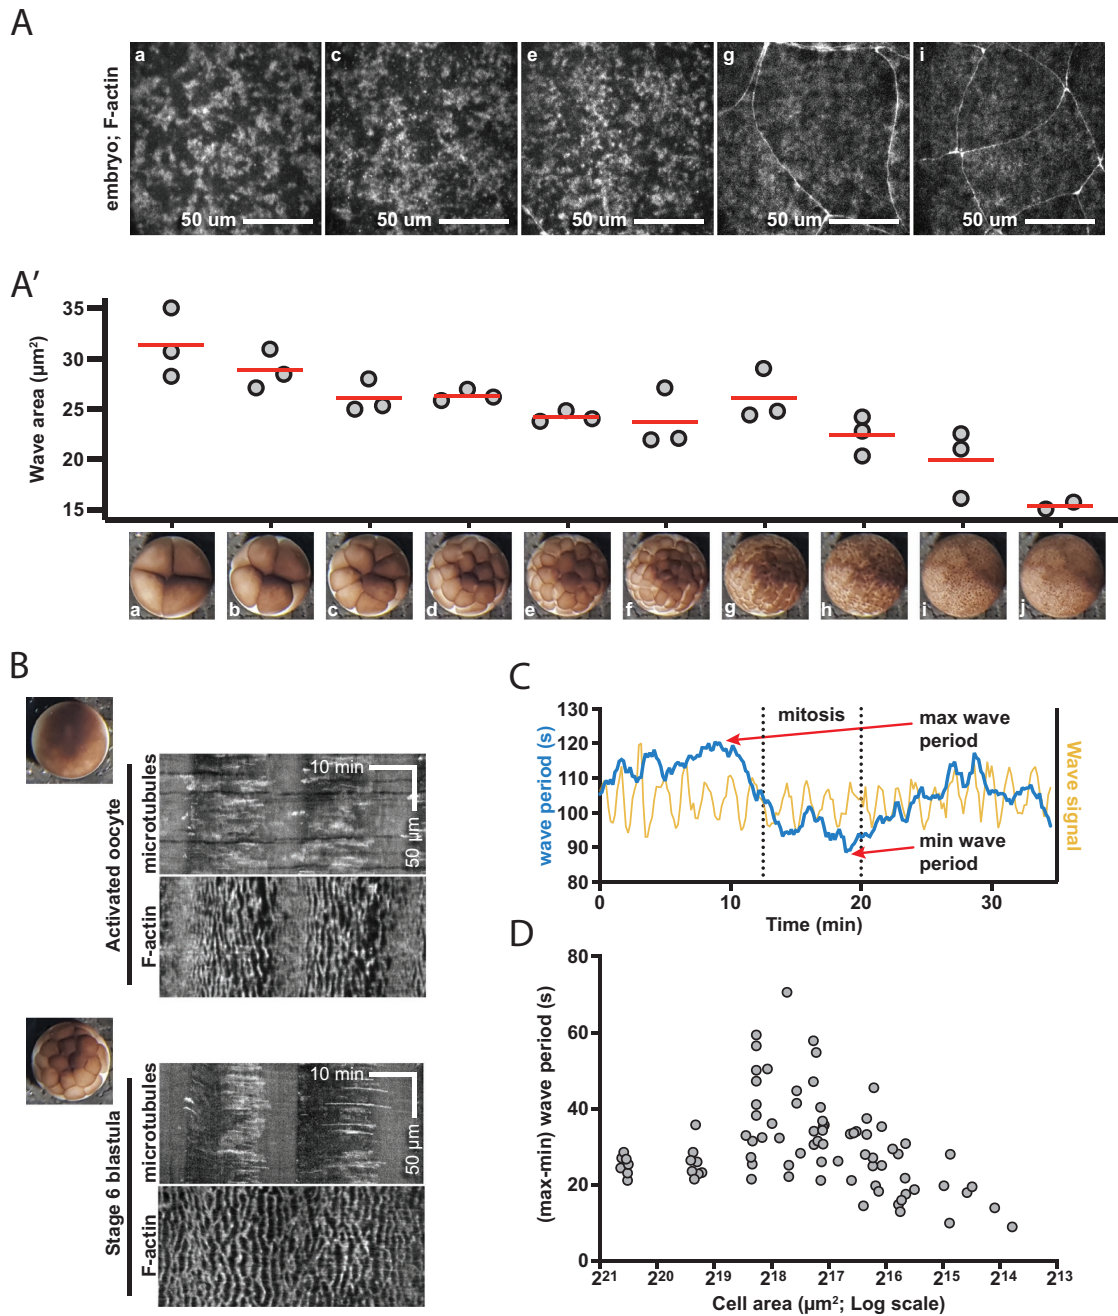 A
embryo; F-actin
a
c
e
g
i
50 um
50 um
50 um
50 um
50 um
A'
Wave area (µm²)
35
30
25
20
15
a
b
c
d
e
f
g
h
i
j
B
Activated oocyte
microtubules
10 min
50 µm
F-actin
Stage 6 blastula
microtubules
10 min
50 µm
F-actin
C
wave period (s)
130
120
110
100
90
80
mitosis
max wave
period
min wave
period
Wave signal
0
10
20
30
Time (min)
D
(max-min) wave period (s)
80
60
40
20
0
2²¹
2²⁰
2¹⁹
2¹⁸
2¹⁷
2¹⁶
2¹⁵
2¹⁴
2¹³
Cell area (µm²; Log scale)